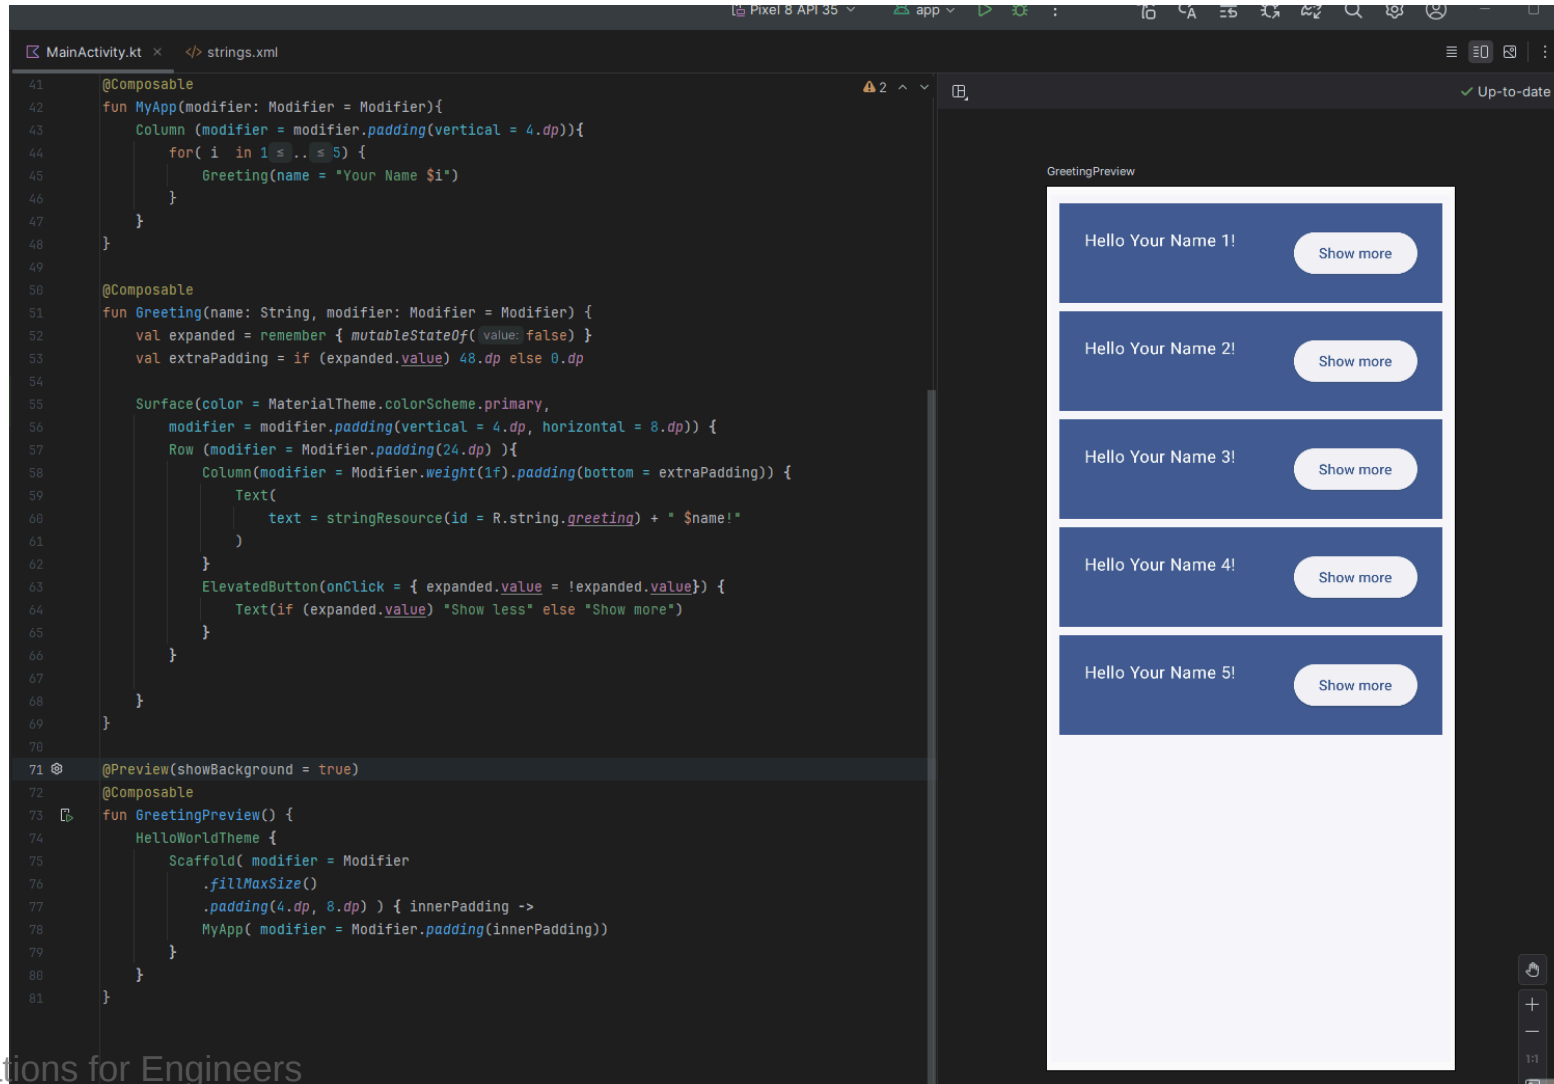 Pixel 8 API 35
app
MainActivity.kt
strings.xml
2
Up-to-date
41 @Composable
42 fun MyApp(modifier: Modifier = Modifier){
43 Column (modifier = modifier.padding(vertical = 4.dp)){
44 for( i  in 1 ≤ .. ≤ 5) {
45 Greeting(name = "Your Name $i")
46 }
47 }
48 }
49
50 @Composable
51 fun Greeting(name: String, modifier: Modifier = Modifier) {
52 val expanded = remember { mutableStateOf( value: false) }
53 val extraPadding = if (expanded.value) 48.dp else 0.dp
54
55 Surface(color = MaterialTheme.colorScheme.primary,
56 modifier = modifier.padding(vertical = 4.dp, horizontal = 8.dp)) {
57 Row (modifier = Modifier.padding(24.dp) ){
58 Column(modifier = Modifier.weight(1f).padding(bottom = extraPadding)) {
59 Text(
60 text = stringResource(id = R.string.greeting) + " $name!"
61 )
62 }
63 ElevatedButton(onClick = { expanded.value = !expanded.value}) {
64 Text(if (expanded.value) "Show less" else "Show more")
65 }
66 }
67
68 }
69 }
70
71 @Preview(showBackground = true)
72 @Composable
73 fun GreetingPreview() {
74 HelloWorldTheme {
75 Scaffold( modifier = Modifier
76 .fillMaxSize()
77 .padding(4.dp, 8.dp) ) { innerPadding ->
78 MyApp( modifier = Modifier.padding(innerPadding))
79 }
80 }
81 }
GreetingPreview
Hello Your Name 1!
Show more
Hello Your Name 2!
Show more
Hello Your Name 3!
Show more
Hello Your Name 4!
Show more
Hello Your Name 5!
Show more
1:1
for Engineers